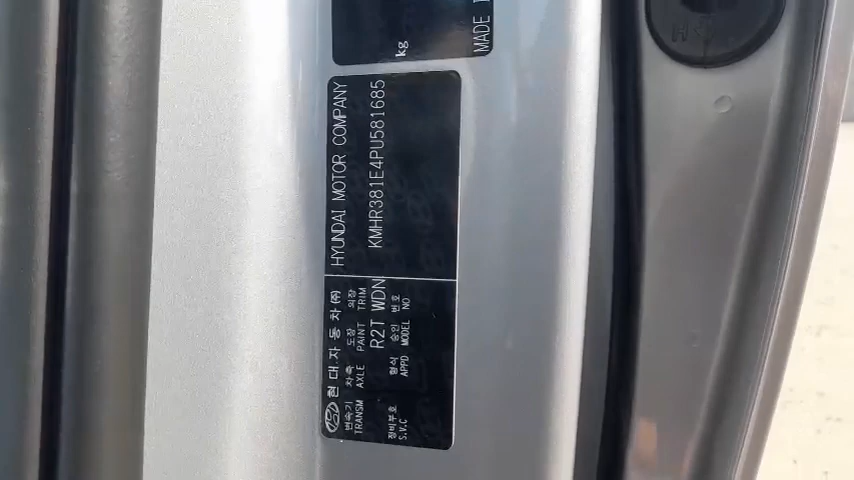 kg
MADE
현대자동차(주) HYUNDAI MOTOR COMPANY
변속기 차축 도장 의장
TRANSM AXLE PAINT TRIM
KMHR381E4PU581685
R2T WDN
장비부호 형식 승인 번호
S.V.C APPD MODEL NO